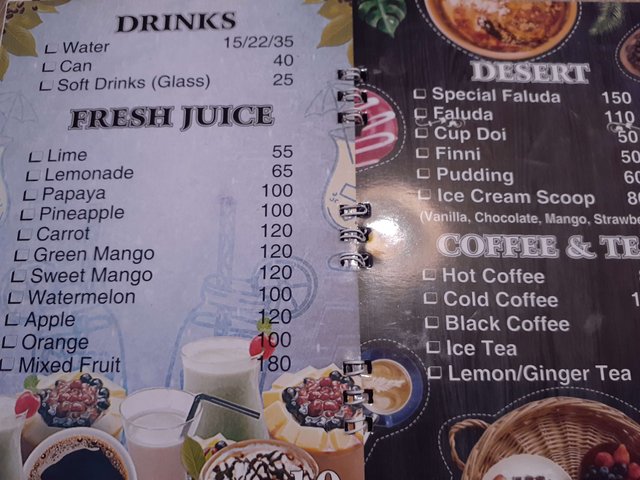 DRINKS
Water 15/22/35
Can 40
Soft Drinks (Glass) 25
FRESH JUICE
Lime 55
Lemonade 65
Papaya 100
Pineapple 100
Carrot 120
Green Mango 120
Sweet Mango 120
Watermelon 100
Apple 120
Orange 100
Mixed Fruit 180
DESERT
Special Faluda 150
Faluda 110
Cup Doi 50
Finni 50
Pudding
Ice Cream Scoop
(Vanilla, Chocolate, Mango,
COFFEE &
Hot Coffee
Cold Coffee
Black Coffee
Ice Tea
Lemon/Ginger Tea